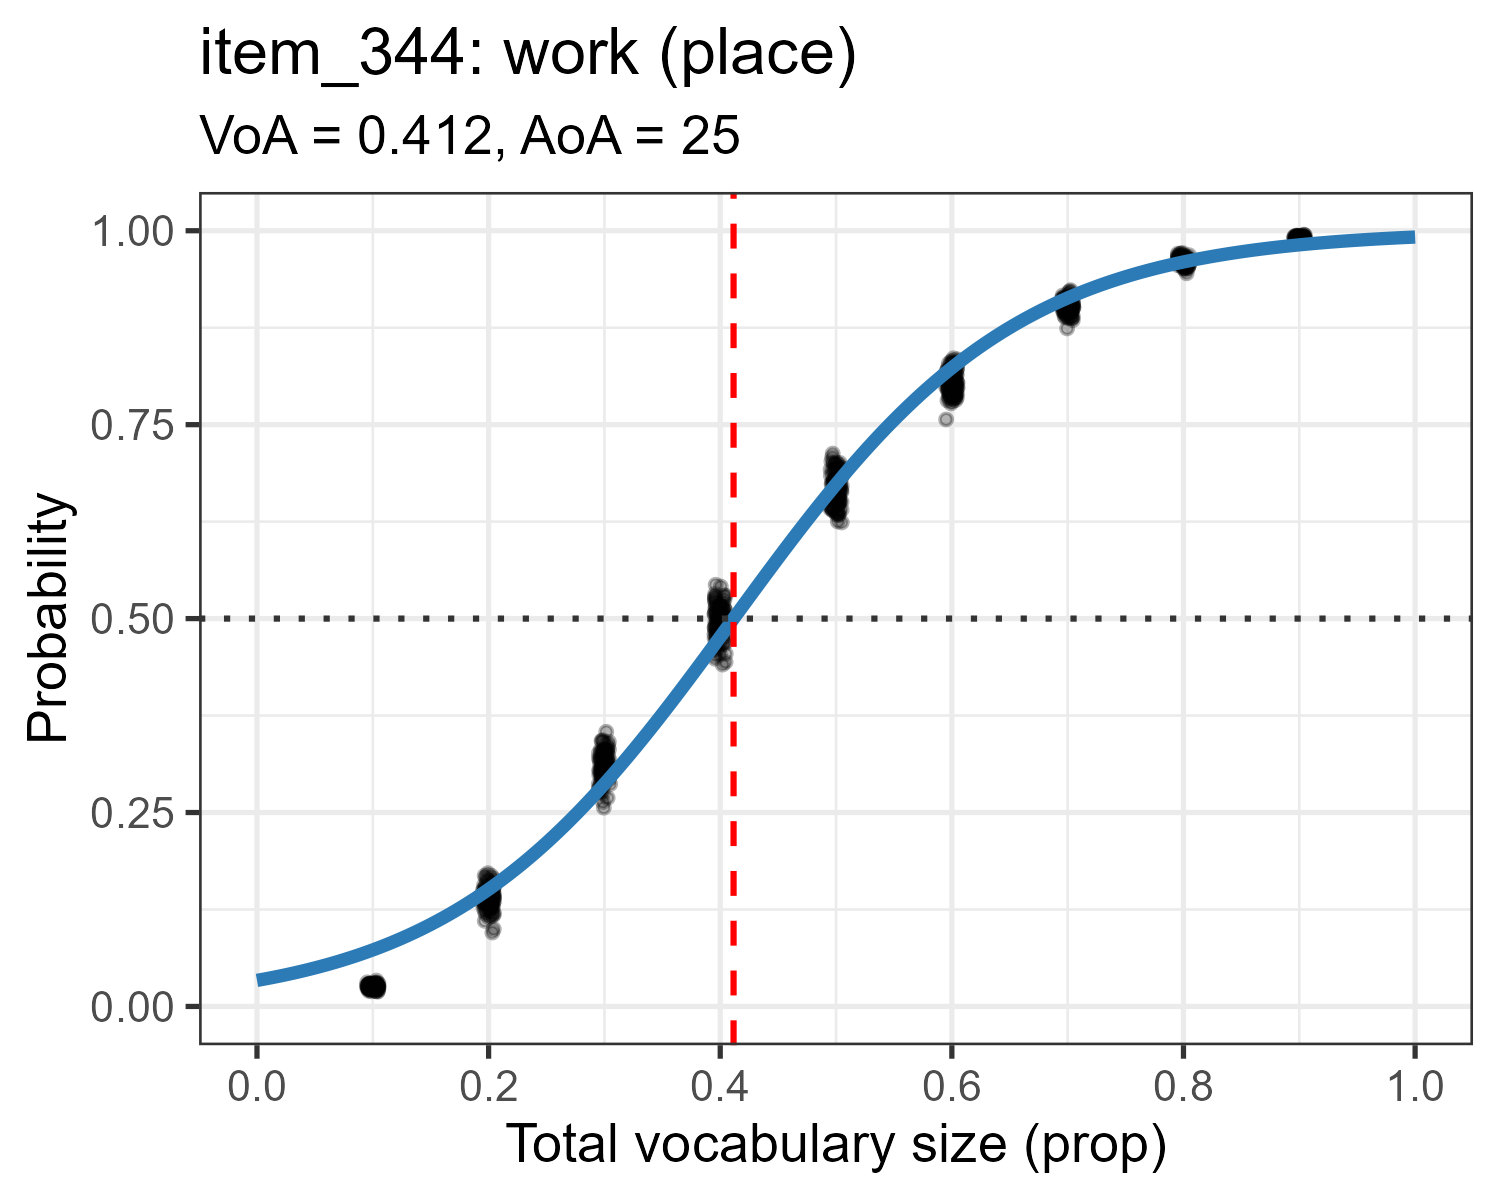 item_344: work (place)
VoA = 0.412, AoA = 25
1.00
0.75
0.50
0.25
0.00
Probability
0.0 0.2 0.4 0.6 0.8 1.0
Total vocabulary size (prop)